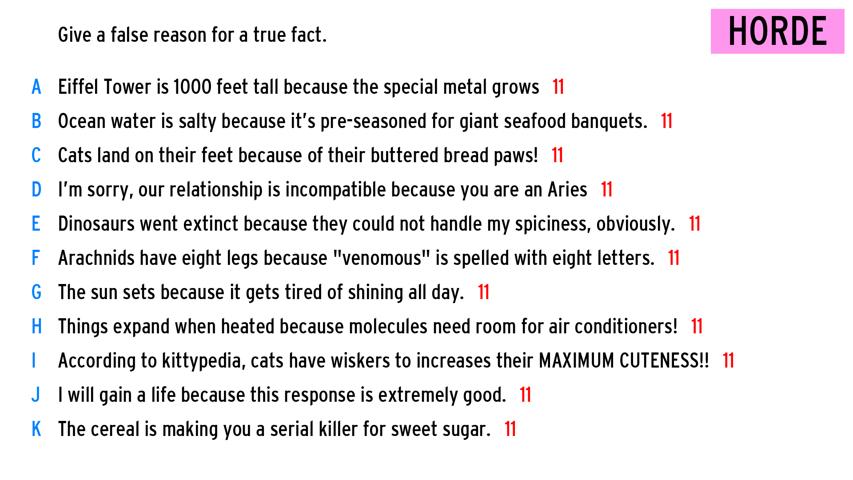 Give a false reason for a true fact.
HORDE
A Eiffel Tower is 1000 feet tall because the special metal grows 11
B Ocean water is salty because it's pre-seasoned for giant seafood banquets. 11
C Cats land on their feet because of their buttered bread paws! 11
D I'm sorry, our relationship is incompatible because you are an Aries 11
E Dinosaurs went extinct because they could not handle my spiciness, obviously. 11
F Arachnids have eight legs because "venomous" is spelled with eight letters. 11
G The sun sets because it gets tired of shining all day. 11
H Things expand when heated because molecules need room for air conditioners! 11
I According to kittypedia, cats have wiskers to increases their MAXIMUM CUTENESS!! 11
J I will gain a life because this response is extremely good. 11
K The cereal is making you a serial killer for sweet sugar. 11